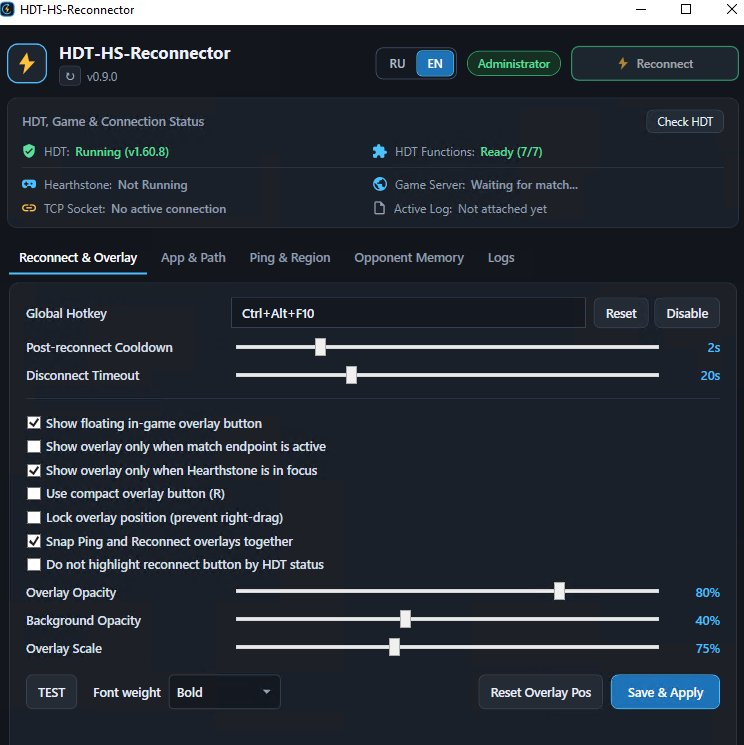 HDT-HS-Reconnector
HDT-HS-Reconnector
v0.9.0
RU EN
Administrator
Reconnect
HDT, Game & Connection Status
Check HDT
HDT: Running (v1.60.8)
HDT Functions: Ready (7/7)
Hearthstone: Not Running
Game Server: Waiting for match...
TCP Socket: No active connection
Active Log: Not attached yet
Reconnect & Overlay App & Path Ping & Region Opponent Memory Logs
Global Hotkey Ctrl+Alt+F10 Reset Disable
Post-reconnect Cooldown 2s
Disconnect Timeout 20s
Show floating in-game overlay button
Show overlay only when match endpoint is active
Show overlay only when Hearthstone is in focus
Use compact overlay button (R)
Lock overlay position (prevent right-drag)
Snap Ping and Reconnect overlays together
Do not highlight reconnect button by HDT status
Overlay Opacity 80%
Background Opacity 40%
Overlay Scale 75%
TEST Font weight Bold Reset Overlay Pos Save & Apply